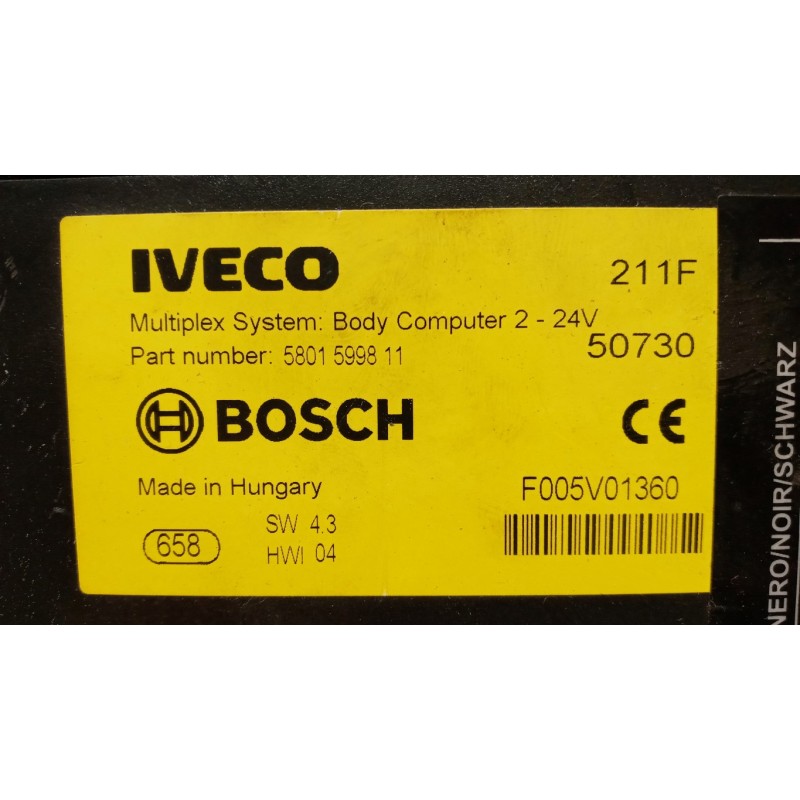 IVECO
211F
Multiplex System: Body Computer 2 - 24V
Part number: 5801 5998 11
50730
BOSCH
CE
Made in Hungary
F005V01360
658
SW 4.3
HWI 04
NERO/NOIR/SCHWARZ